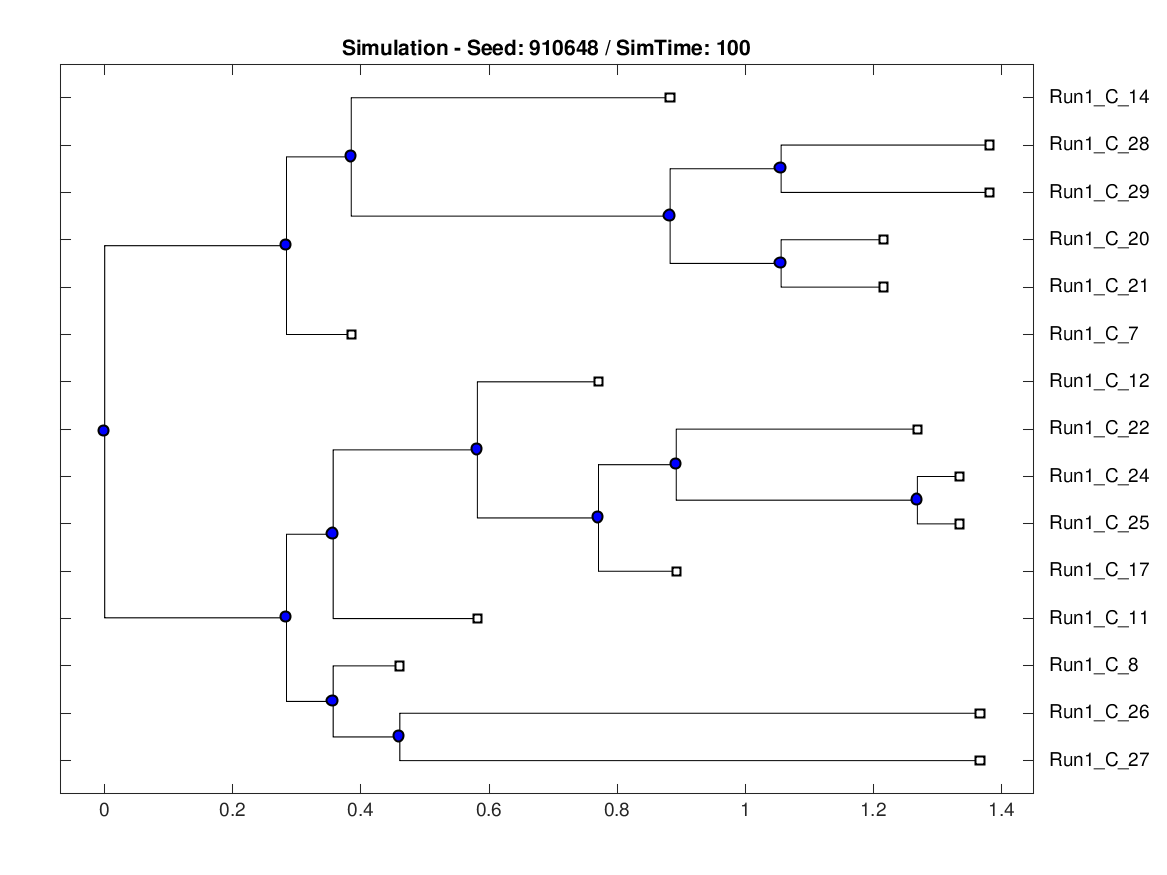 Simulation - Seed: 910648 / SimTime: 100
Run1_C_14
Run1_C_28
Run1_C_29
Run1_C_20
Run1_C_21
Run1_C_7
Run1_C_12
Run1_C_22
Run1_C_24
Run1_C_25
Run1_C_17
Run1_C_11
Run1_C_8
Run1_C_26
Run1_C_27
0 0.2 0.4 0.6 0.8 1 1.2 1.4